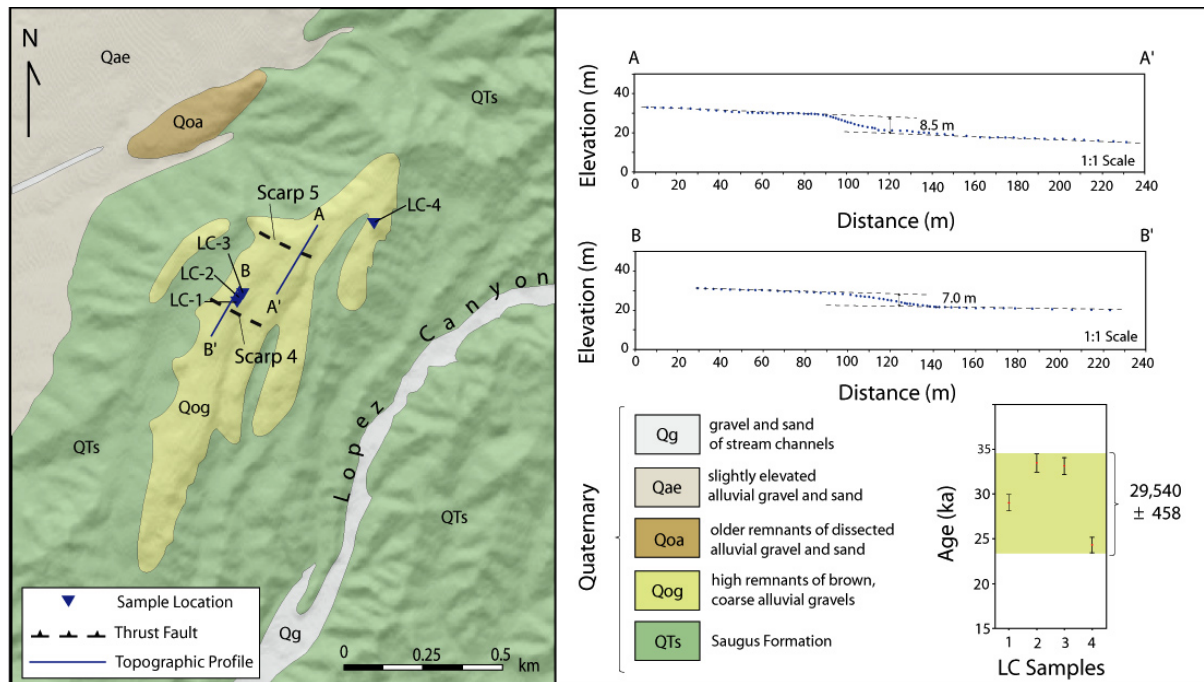 N
Qae
Qoa
QTs
Scarp 5
A
LC-4
LC-3
B
LC-2
LC-1
A'
B'
Scarp 4
Lopez Canyon
Qog
QTs
QTs
Qg
Sample Location
Thrust Fault
Topographic Profile
0 0.25 0.5
km
A A'
Elevation (m)
40
20
0
8.5 m
1:1 Scale
0 20 40 60 80 100 120 140 160 180 200 220 240
Distance (m)
B B'
Elevation (m)
40
20
0
7.0 m
1:1 Scale
0 20 40 60 80 100 120 140 160 180 200 220 240
Distance (m)
Quaternary
Qg
gravel and sand
of stream channels
Qae
slightly elevated
alluvial gravel and sand
Qoa
older remnants of dissected
alluvial gravel and sand
Qog
high remnants of brown,
coarse alluvial gravels
QTs
Saugus Formation
Age (ka)
35
30
25
20
15
1 2 3 4
LC Samples
29,540
± 458